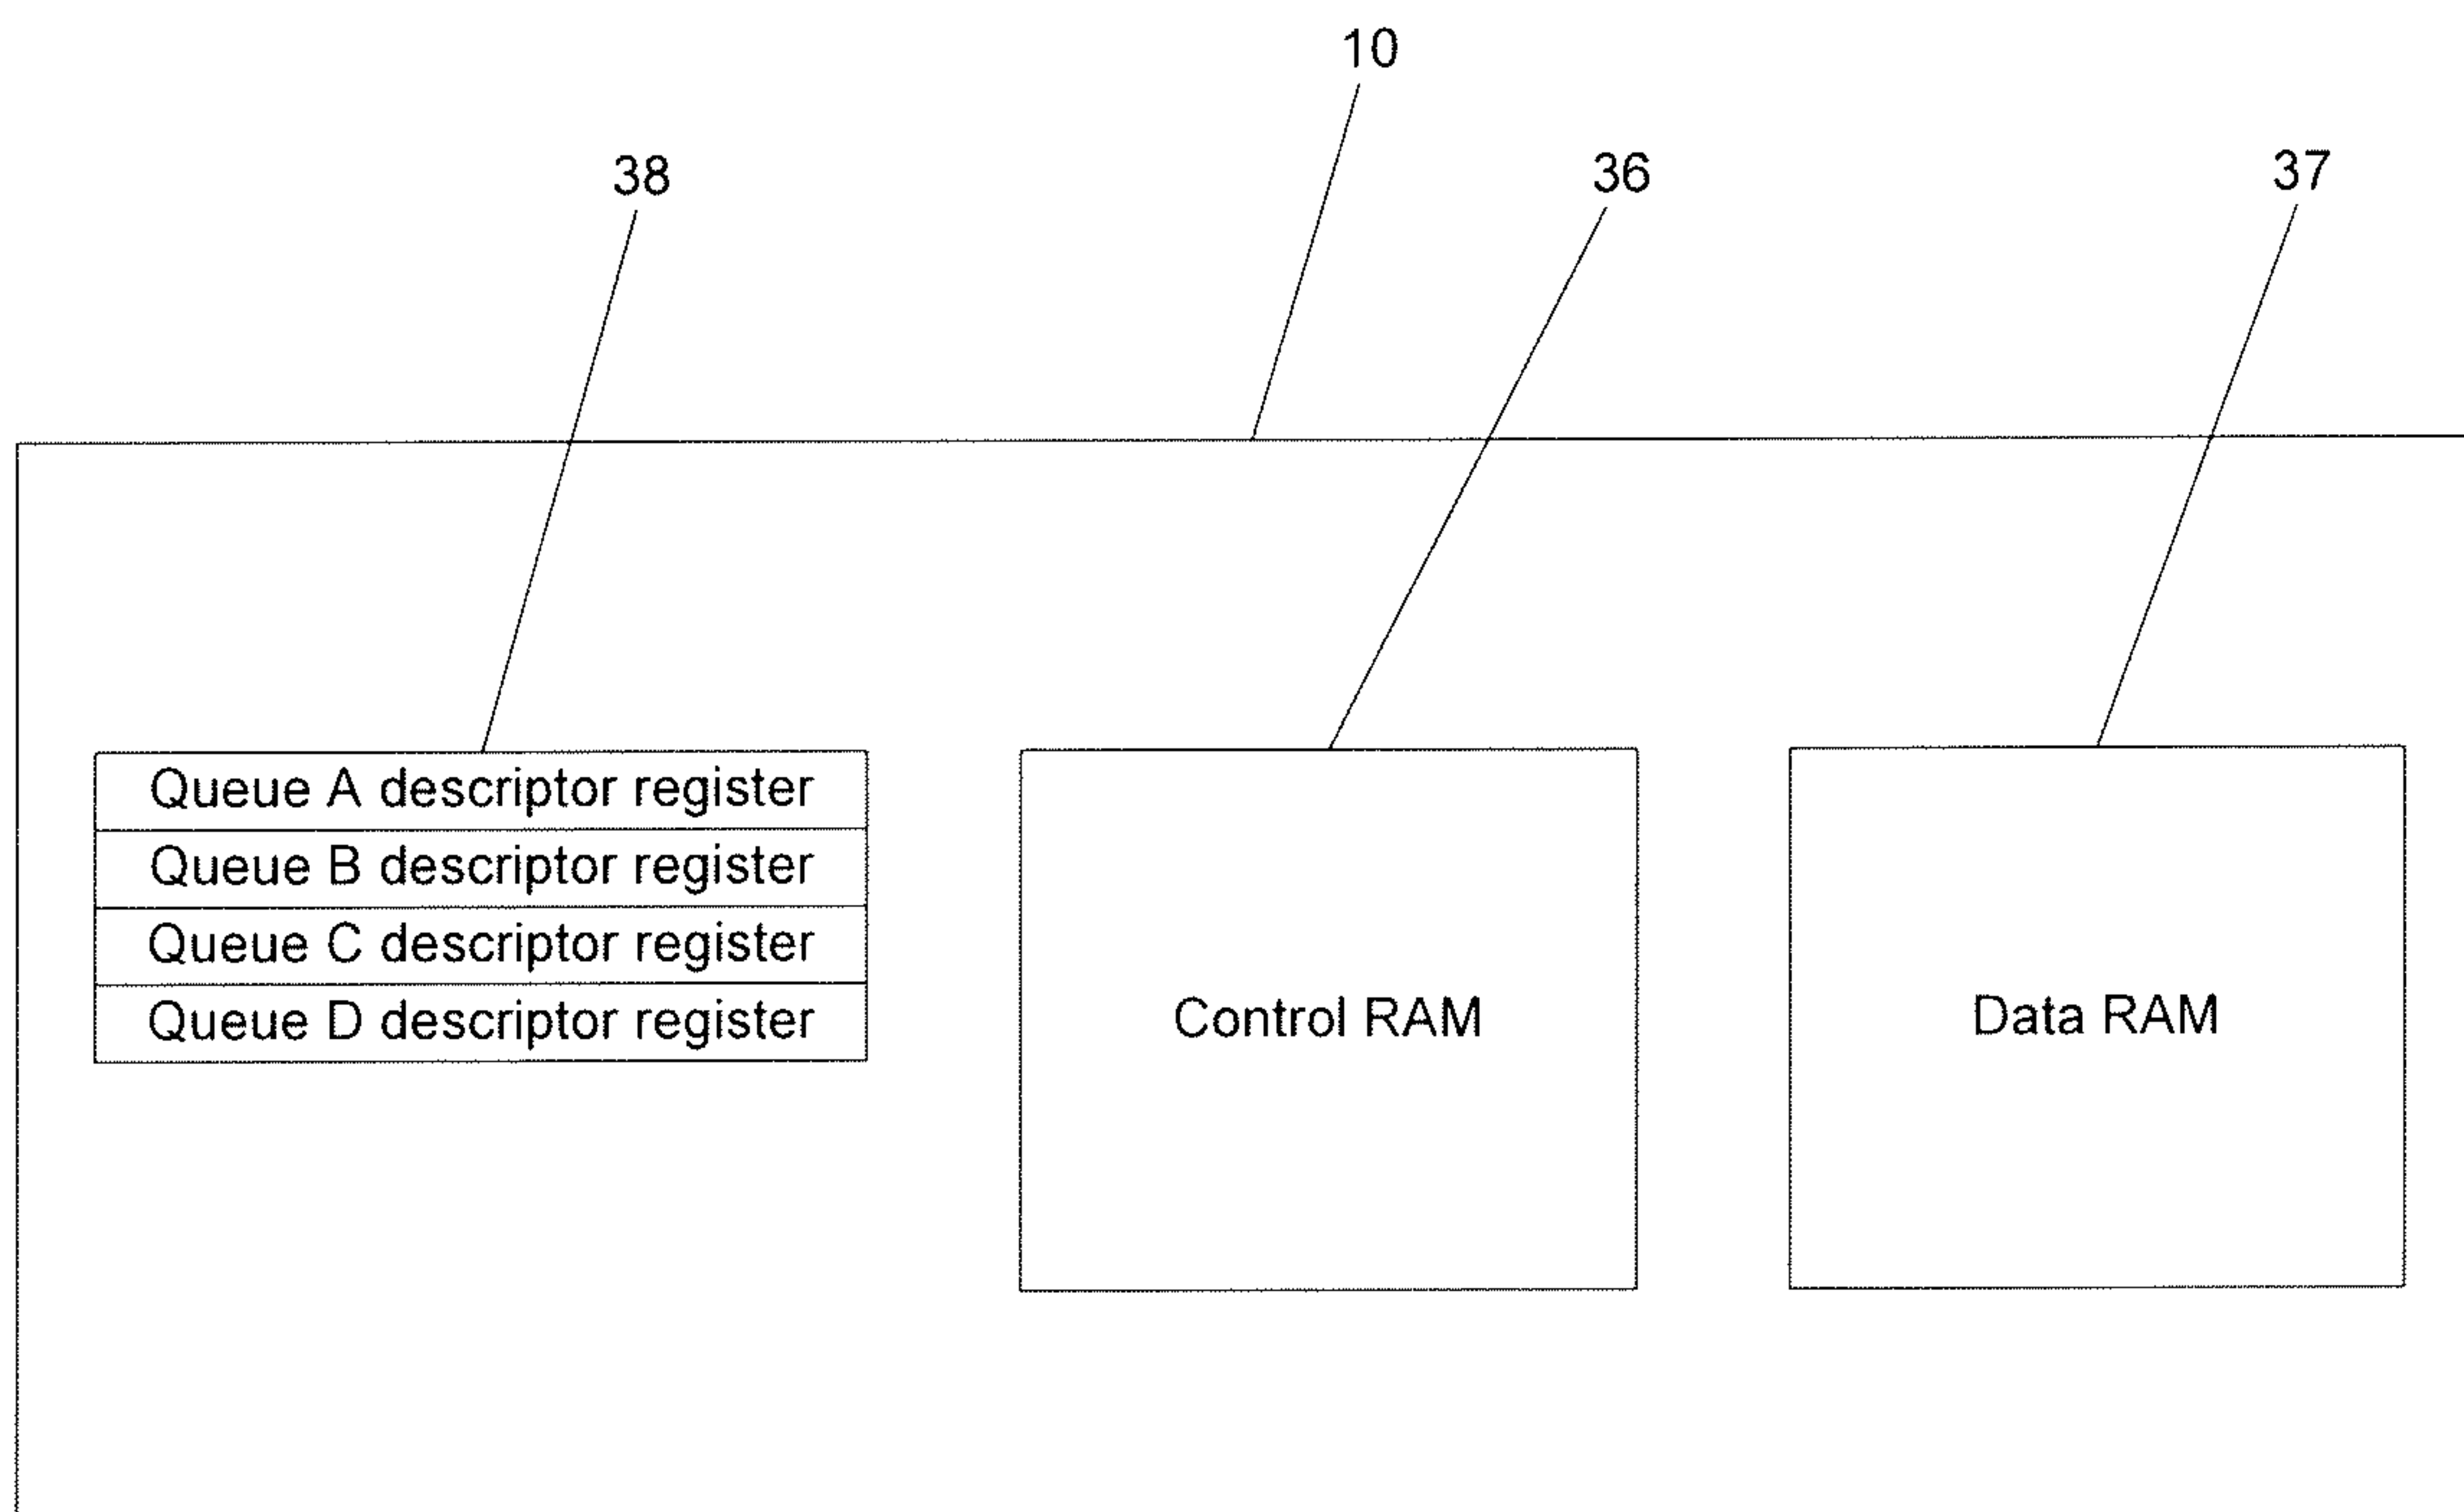 10
38
36
37
Queue A descriptor register
Queue B descriptor register
Queue C descriptor register
Queue D descriptor register
Control RAM
Data RAM